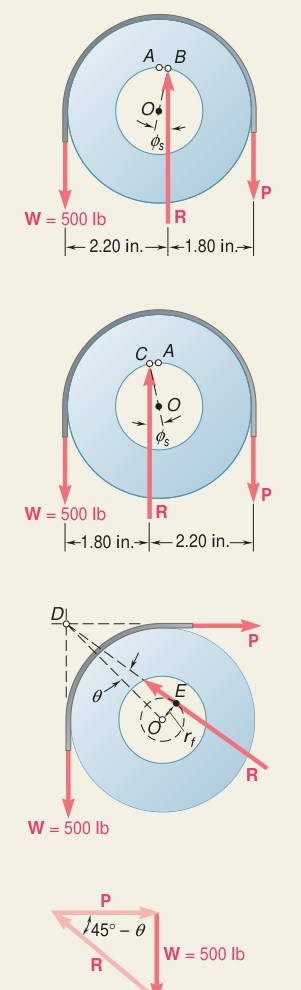 A B
O
ϕs
P
W = 500 lb
R
2.20 in. 1.80 in.
C A
O
ϕs
P
W = 500 lb
R
1.80 in. 2.20 in.
D
P
θ
E
O
rf
R
W = 500 lb
P
45° – θ
W = 500 lb
R